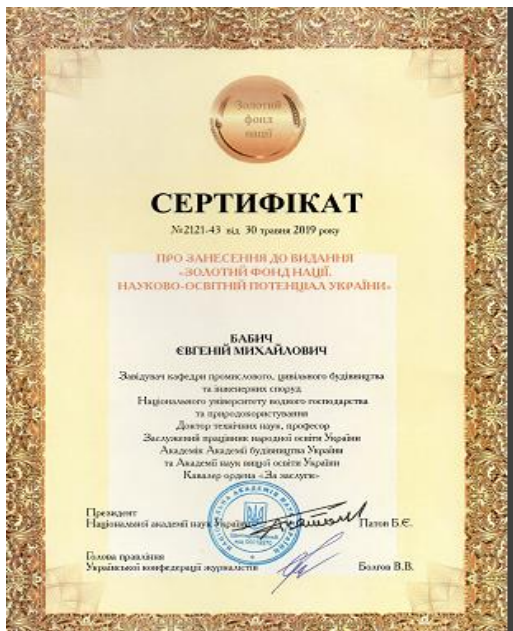 Золотий
фонд
нації
СЕРТИФІКАТ
№2121-43 від 30 травня 2019 року
ПРО ЗАНЕСЕННЯ ДО ВИДАННЯ
«ЗОЛОТИЙ ФОНД НАЦІЇ.
НАУКОВО-ОСВІТНІЙ ПОТЕНЦІАЛ УКРАЇНИ»
БАБИЧ
ЄВГЕНІЙ МИХАЙЛОВИЧ
Завідувач кафедри промислового, цивільного будівництва
та інженерних споруд
Національного університету водного господарства
та природокористування
Доктор технічних наук, професор
Заслужений працівник народної освіти України
Академік Академії будівництва України
та Академії наук вищої освіти України
Кавалер ордена «За заслуги»
Президент
Національної академії наук України Патон Б.Є.
Голова правління
Української конфедерації журналістів Болгов В.В.